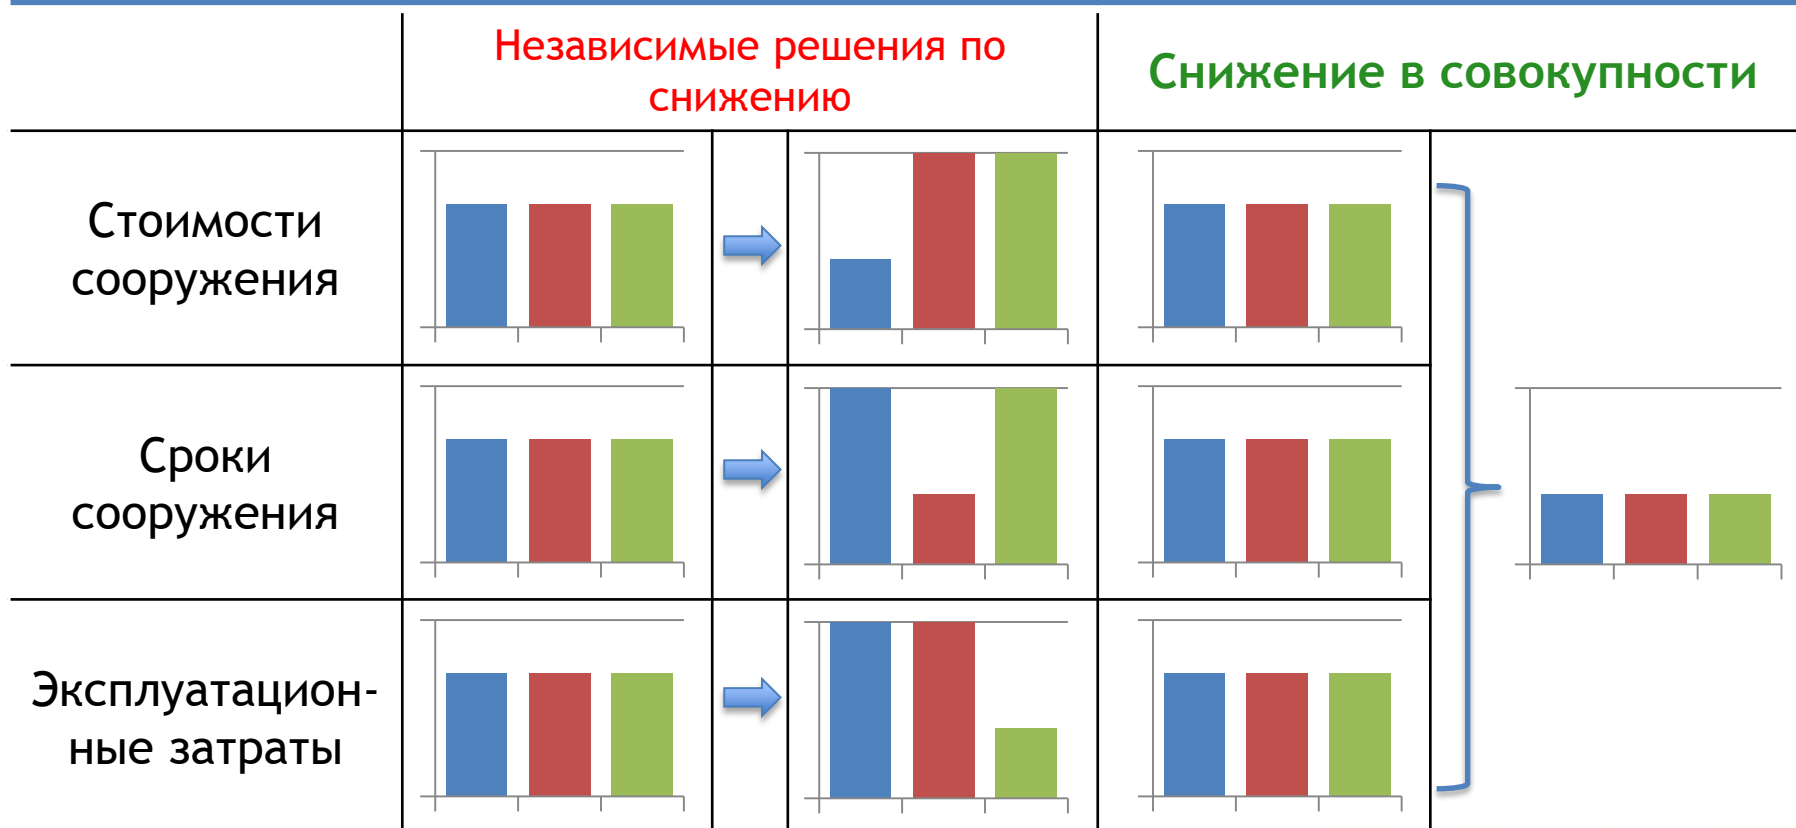 Независимые решения по
снижению
Снижение в совокупности
Стоимости
сооружения
Сроки
сооружения
Эксплуатацион-
ные затраты